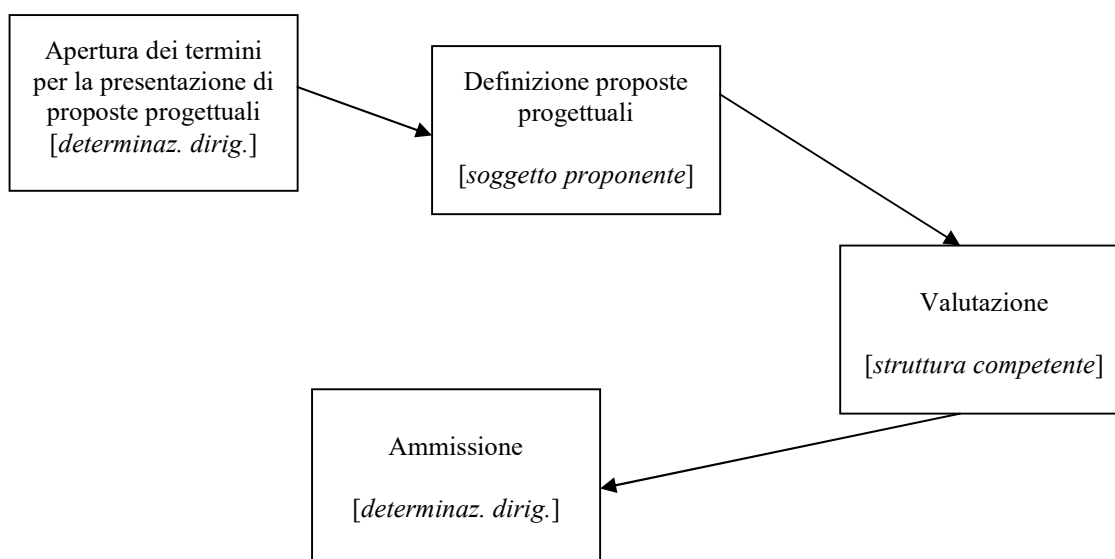 Apertura dei termini
per la presentazione di
proposte progettuali
[determinaz. dirig.]
Definizione proposte
progettuali
[soggetto proponente]
Valutazione
[struttura competente]
Ammissione
[determinaz. dirig.]